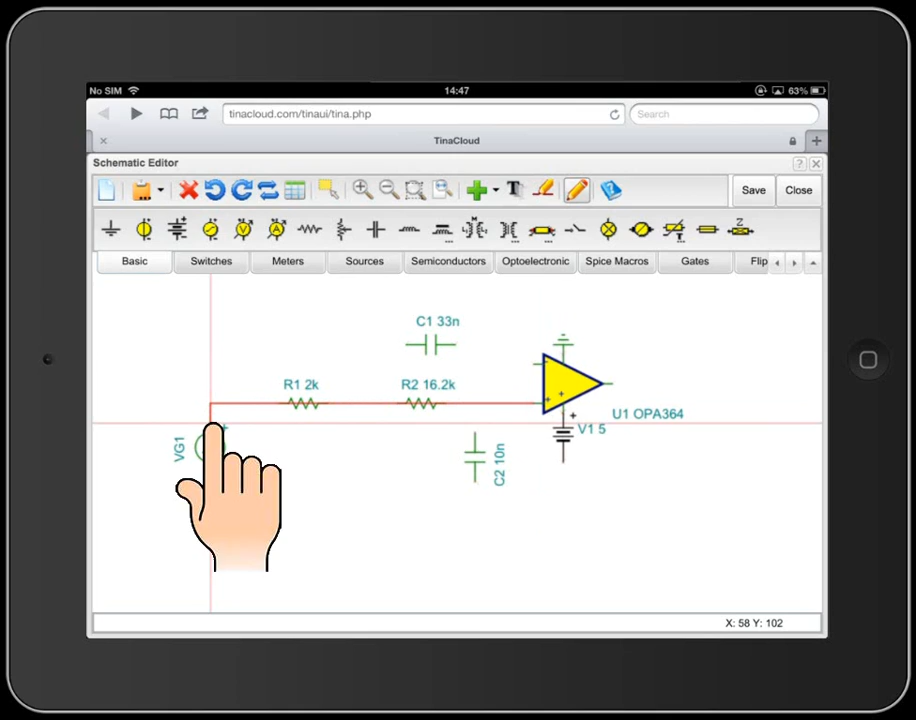 No SIM 14:47 63%
tinacloud.com/tinaui/tina.php Search
TinaCloud
Schematic Editor
Save Close
Basic Switches Meters Sources Semiconductors Optoelectronic Spice Macros Gates Flip
C1 33n
R1 2k R2 16.2k
U1 OPA364
V1 5
VG1
C2 10n
X: 58 Y: 102